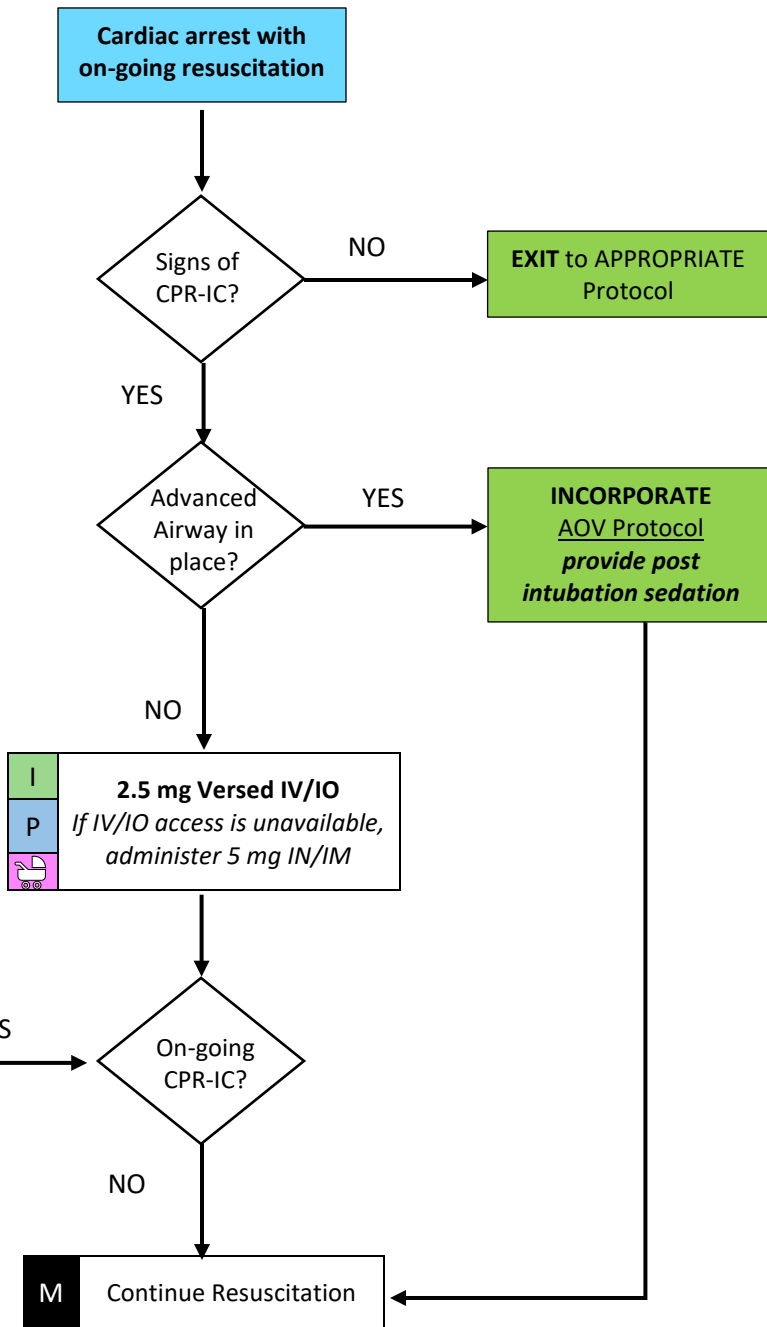 Cardiac arrest with
on-going resuscitation
Signs of
CPR-IC?
NO
EXIT to APPROPRIATE
Protocol
YES
Advanced
Airway in
place?
YES
INCORPORATE
AOV Protocol
provide post
intubation sedation
NO
I
P
2.5 mg Versed IV/IO
If IV/IO access is unavailable,
administer 5 mg IN/IM
On-going
CPR-IC?
NO
M
Continue Resuscitation